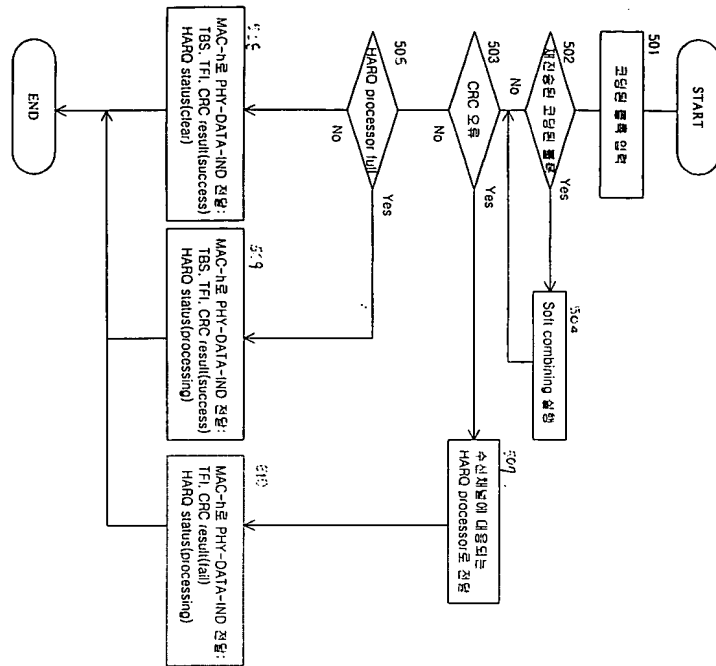 START
501
코딩된 블록 입력
502
재전송된 코딩된 블록
Yes
No
504
Soft combining 실행
503
CRC 오류
Yes
No
507
수신채널에 대응되는
HARQ processor로 전달
505
HARQ processor full
Yes
No
MAC-h로 PHY-DATA-IND 전달:
TBS, TFI, CRC result(success)
HARQ status(clear)
509
MAC-h로 PHY-DATA-IND 전달:
TBS, TFI, CRC result(success)
HARQ status(processing)
510
MAC-h로 PHY-DATA-IND 전달:
TFI, CRC result(fail)
HARQ status(processing)
END